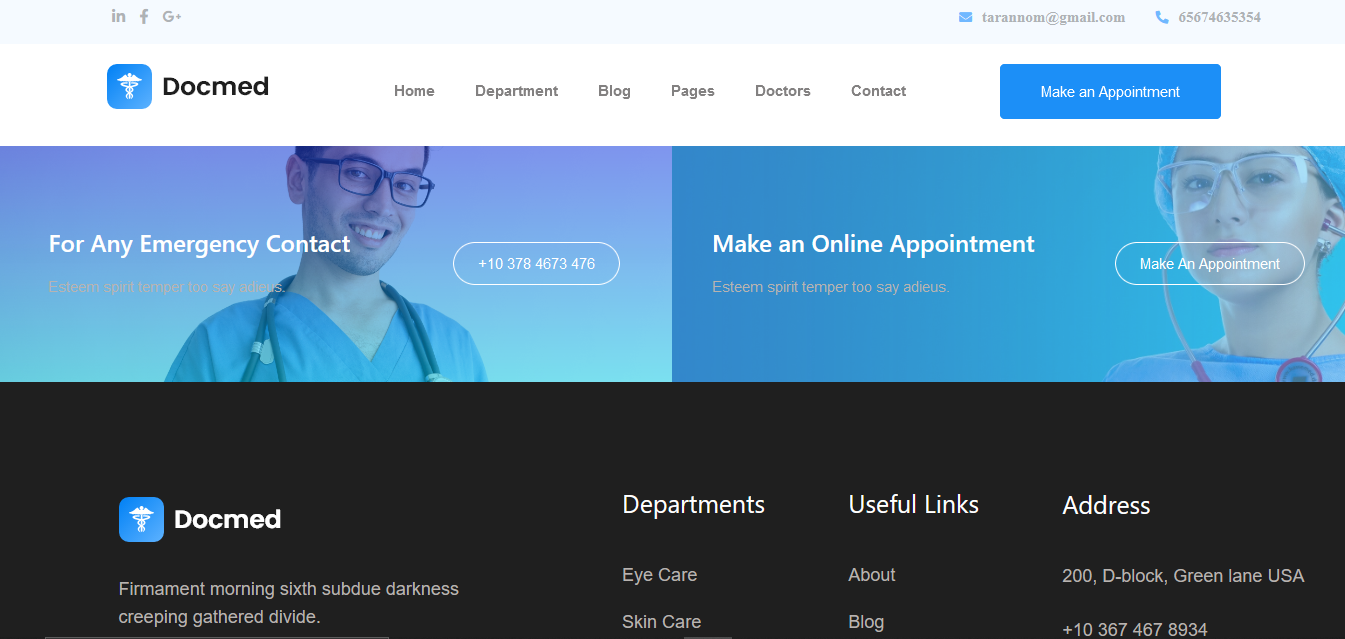 tarannom@gmail.com 65674635354
Docmed
Home Department Blog Pages Doctors Contact
Make an Appointment
For Any Emergency Contact
Esteem spirit temper too say adieus.
+10 378 4673 476
Make an Online Appointment
Esteem spirit temper too say adieus.
Make An Appointment
Docmed
Firmament morning sixth subdue darkness
creeping gathered divide.
Departments
Eye Care
Skin Care
Useful Links
About
Blog
Address
200, D-block, Green lane USA
+10 367 467 8934